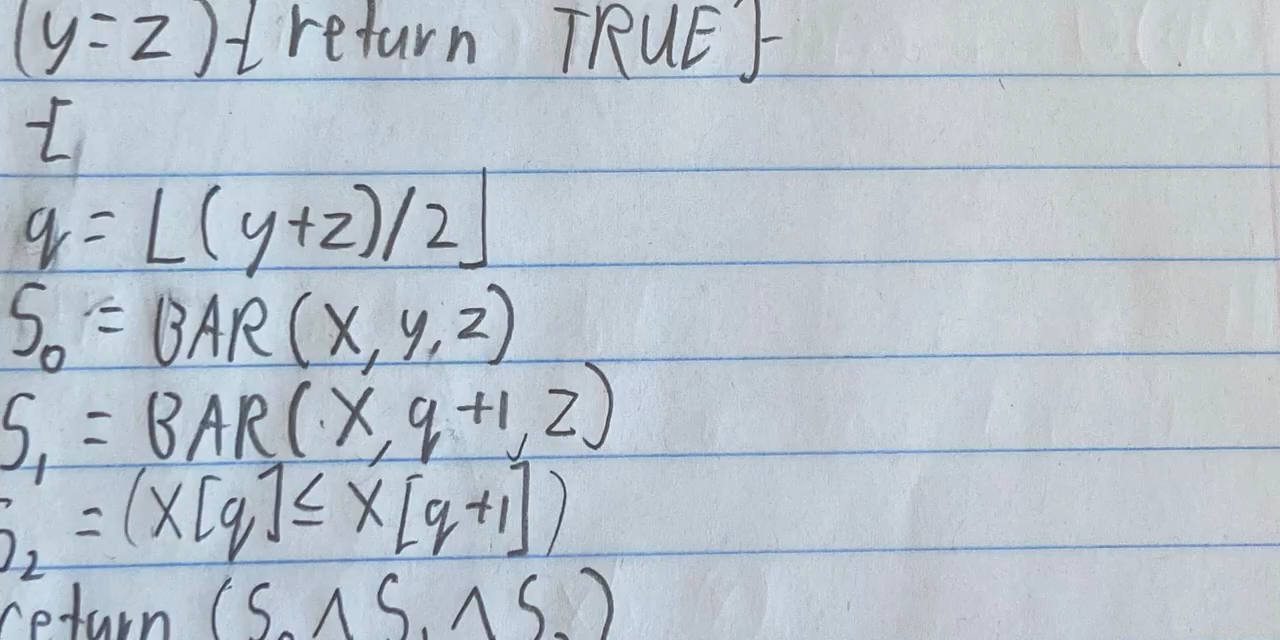 (y=z){return TRUE}
{
q = ⌊(y+z)/2⌋
S₀ = BAR(X,y,z)
S₁ = BAR(X,q+1,z)
S₂ = (X[q]≤X[q+1])
return (S₀∧S₁∧S₂)